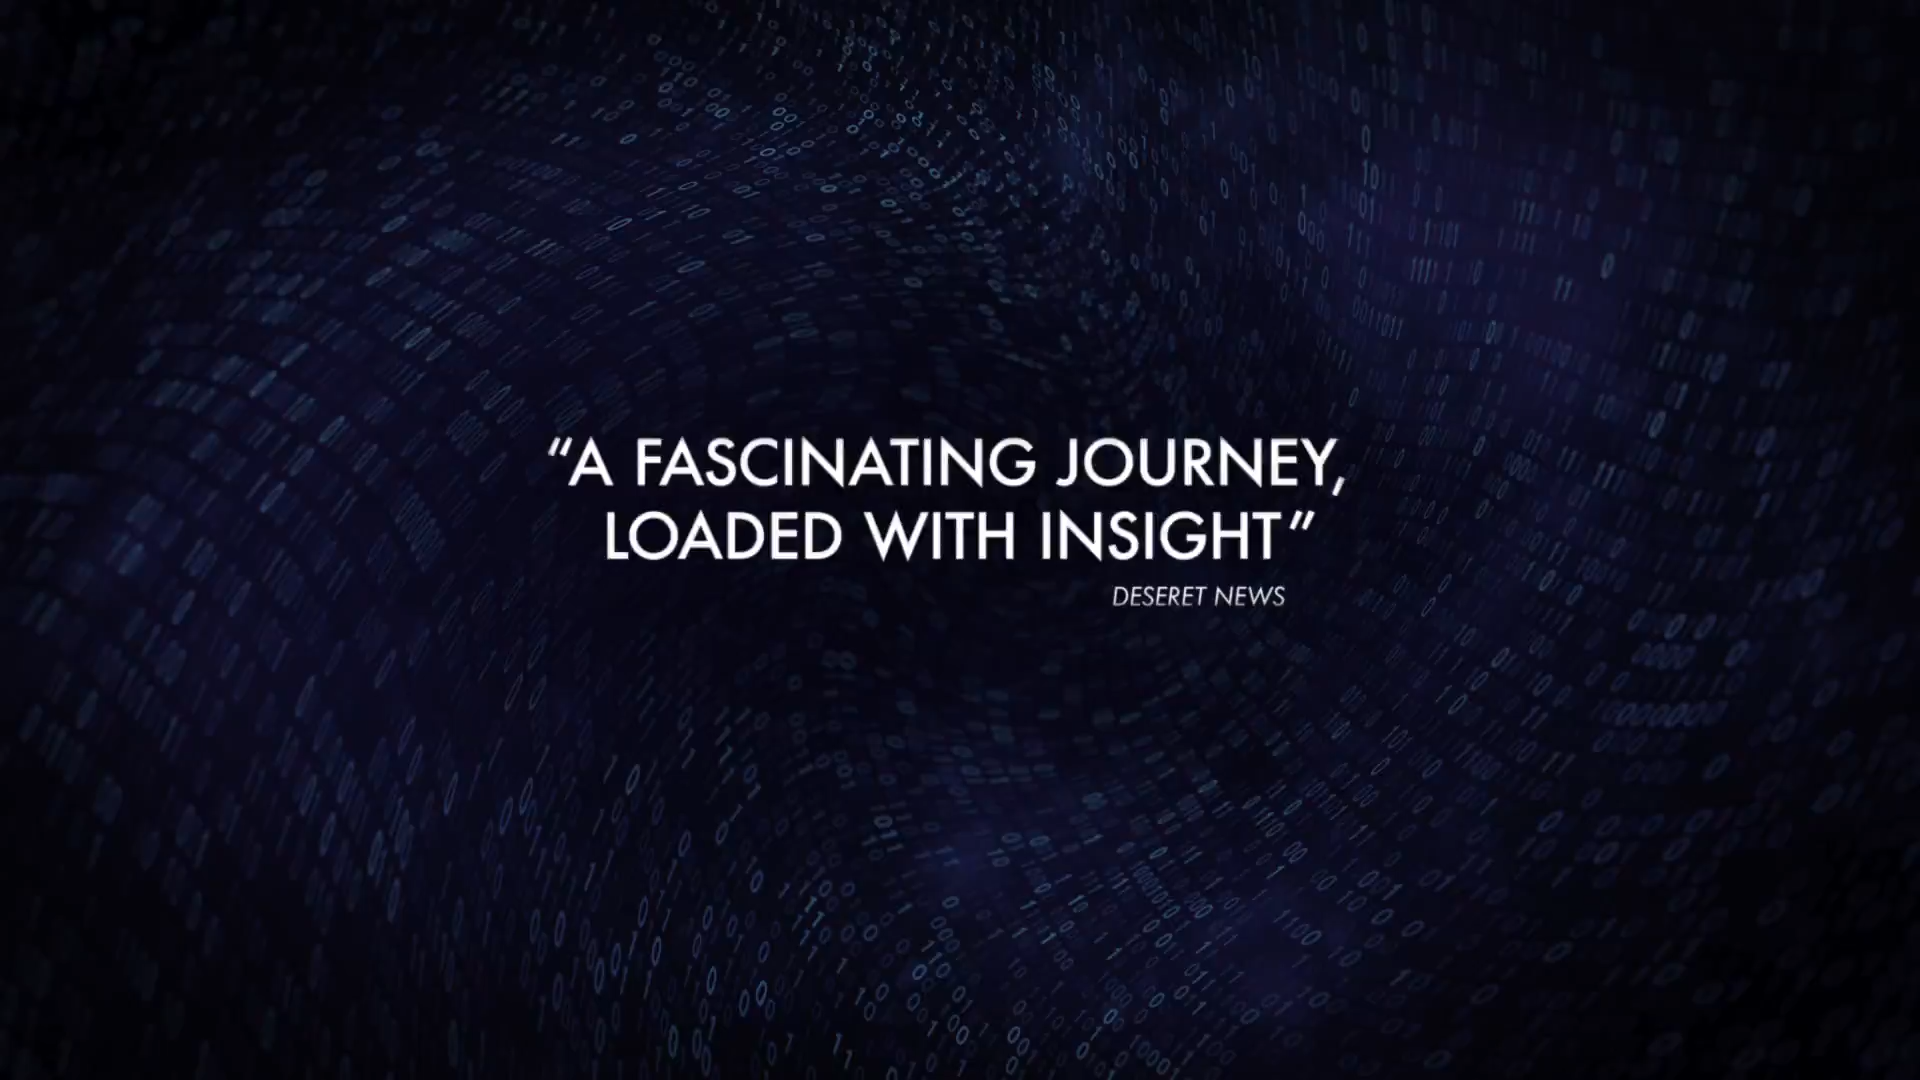 “A FASCINATING JOURNEY,
LOADED WITH INSIGHT”
DESERET NEWS